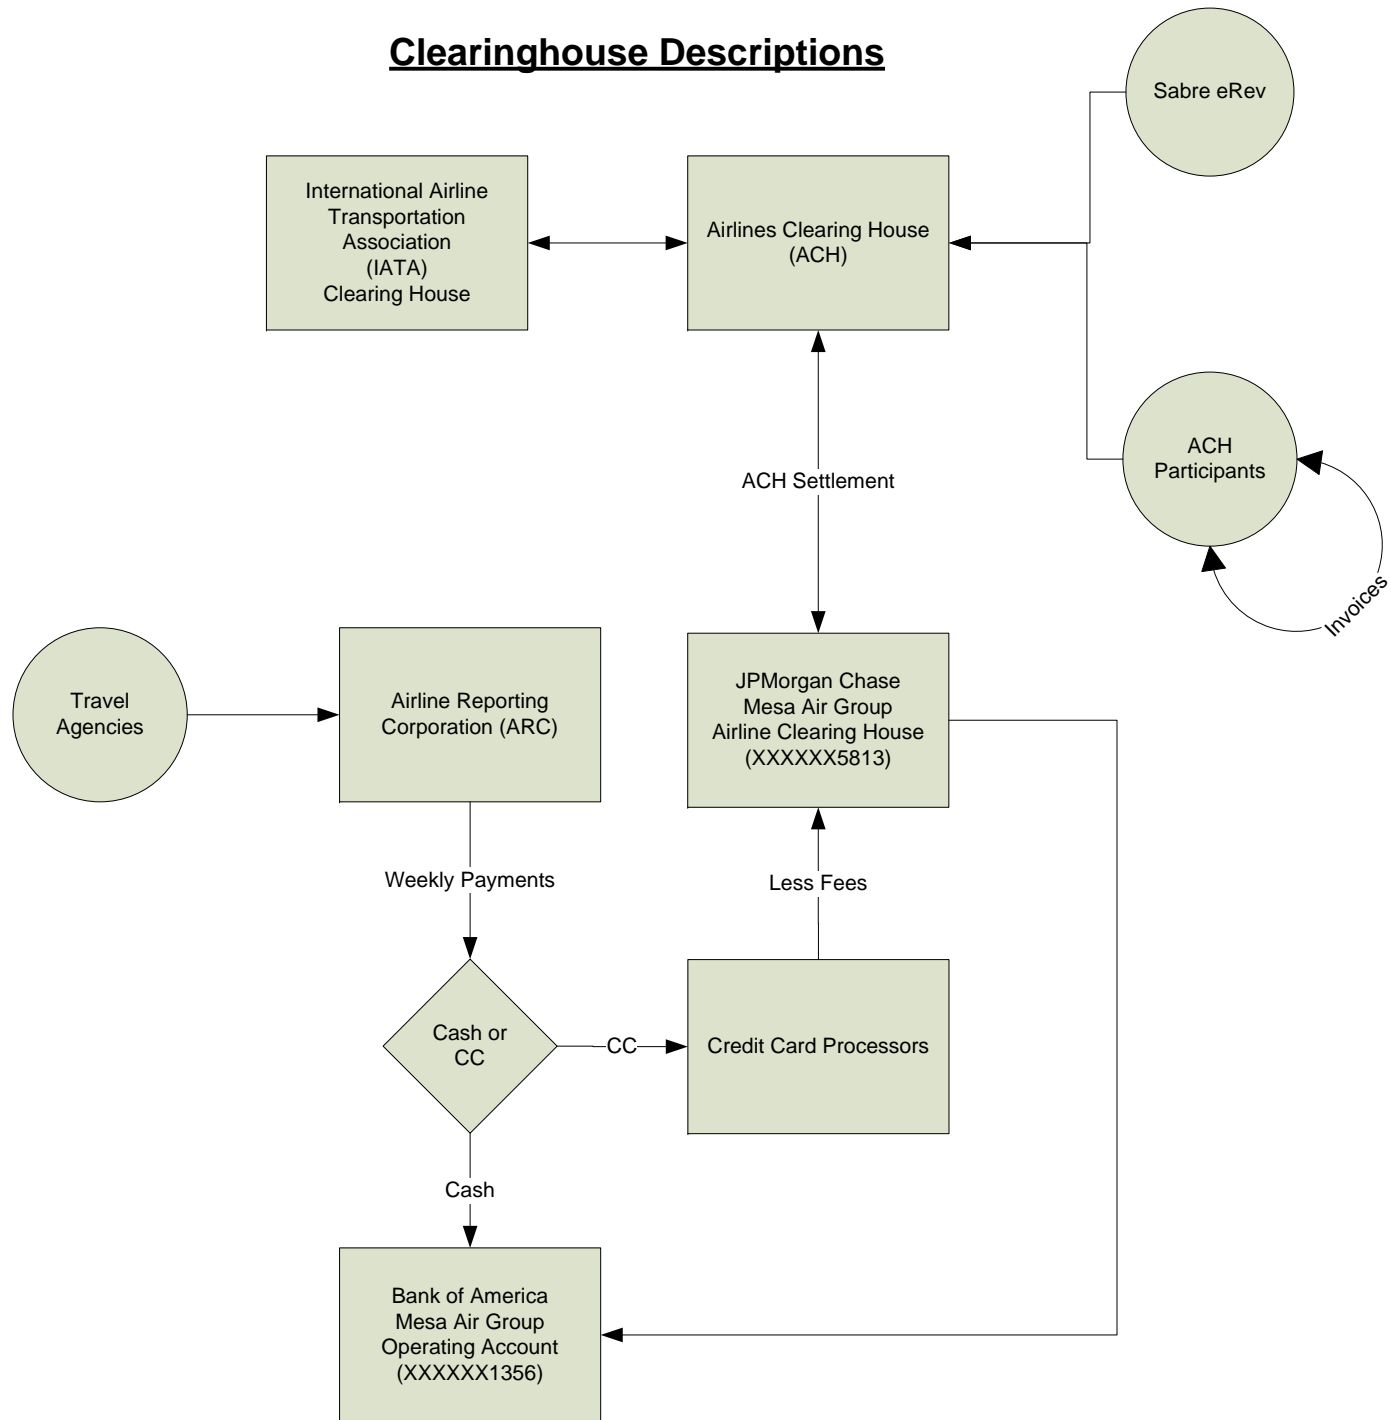 Clearinghouse Descriptions
Sabre eRev
International Airline
Transportation
Association
(IATA)
Clearing House
Airlines Clearing House
(ACH)
ACH
Participants
ACH Settlement
Invoices
Travel
Agencies
Airline Reporting
Corporation (ARC)
JPMorgan Chase
Mesa Air Group
Airline Clearing House
(XXXXXX5813)
Weekly Payments
Less Fees
Cash or
CC
CC
Credit Card Processors
Cash
Bank of America
Mesa Air Group
Operating Account
(XXXXXX1356)